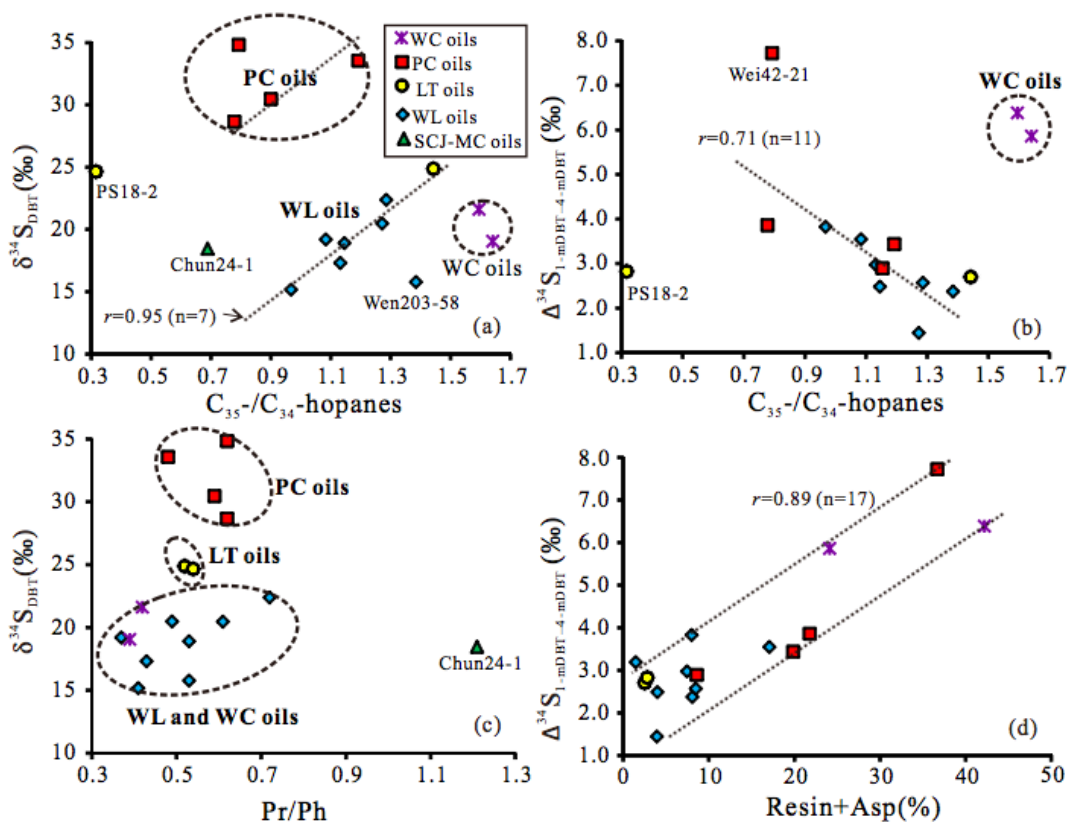 35
30
25
20
15
10
δ³⁴S_DBT(‰)
PC oils
WC oils
PC oils
LT oils
WL oils
SCJ-MC oils
PS18-2
WL oils
Chun24-1
WC oils
Wen203-58
r=0.95 (n=7)
(a)
0.3 0.5 0.7 0.9 1.1 1.3 1.5 1.7
C₃₅-/C₃₄-hopanes
8.0
7.0
6.0
5.0
4.0
3.0
2.0
1.0
Δ³⁴S₁₋mDBT₋₄₋mDBT (‰)
WC oils
Wei42-21
r=0.71 (n=11)
PS18-2
(b)
0.3 0.5 0.7 0.9 1.1 1.3 1.5 1.7
C₃₅-/C₃₄-hopanes
35
30
25
20
15
10
δ³⁴S_DBT(‰)
PC oils
LT oils
Chun24-1
WL and WC oils
(c)
0.3 0.5 0.7 0.9 1.1 1.3
Pr/Ph
8.0
7.0
6.0
5.0
4.0
3.0
2.0
1.0
Δ³⁴S₁₋mDBT₋₄₋mDBT (‰)
r=0.89 (n=17)
(d)
0 10 20 30 40 50
Resin+Asp(%)